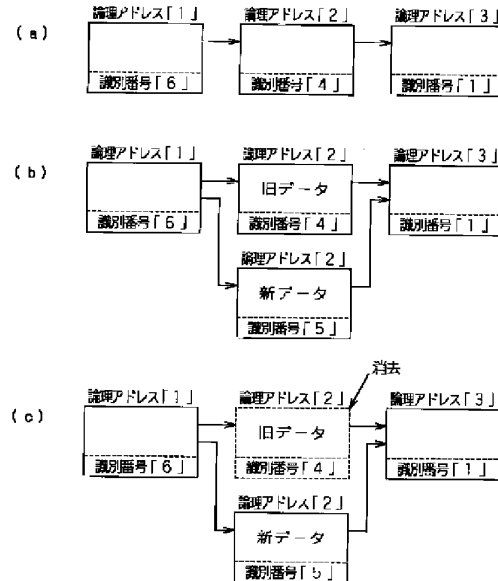 (a)
論理アドレス「1」 論理アドレス「2」 論理アドレス「3」
識別番号「6」 識別番号「4」 識別番号「1」
(b)
論理アドレス「1」 論理アドレス「2」 論理アドレス「3」
旧データ
識別番号「6」 識別番号「4」 識別番号「1」
論理アドレス「2」
新データ
識別番号「5」
消去
(c)
論理アドレス「1」 論理アドレス「2」 論理アドレス「3」
旧データ
識別番号「6」 識別番号「4」 識別番号「1」
論理アドレス「2」
新データ
識別番号「5」